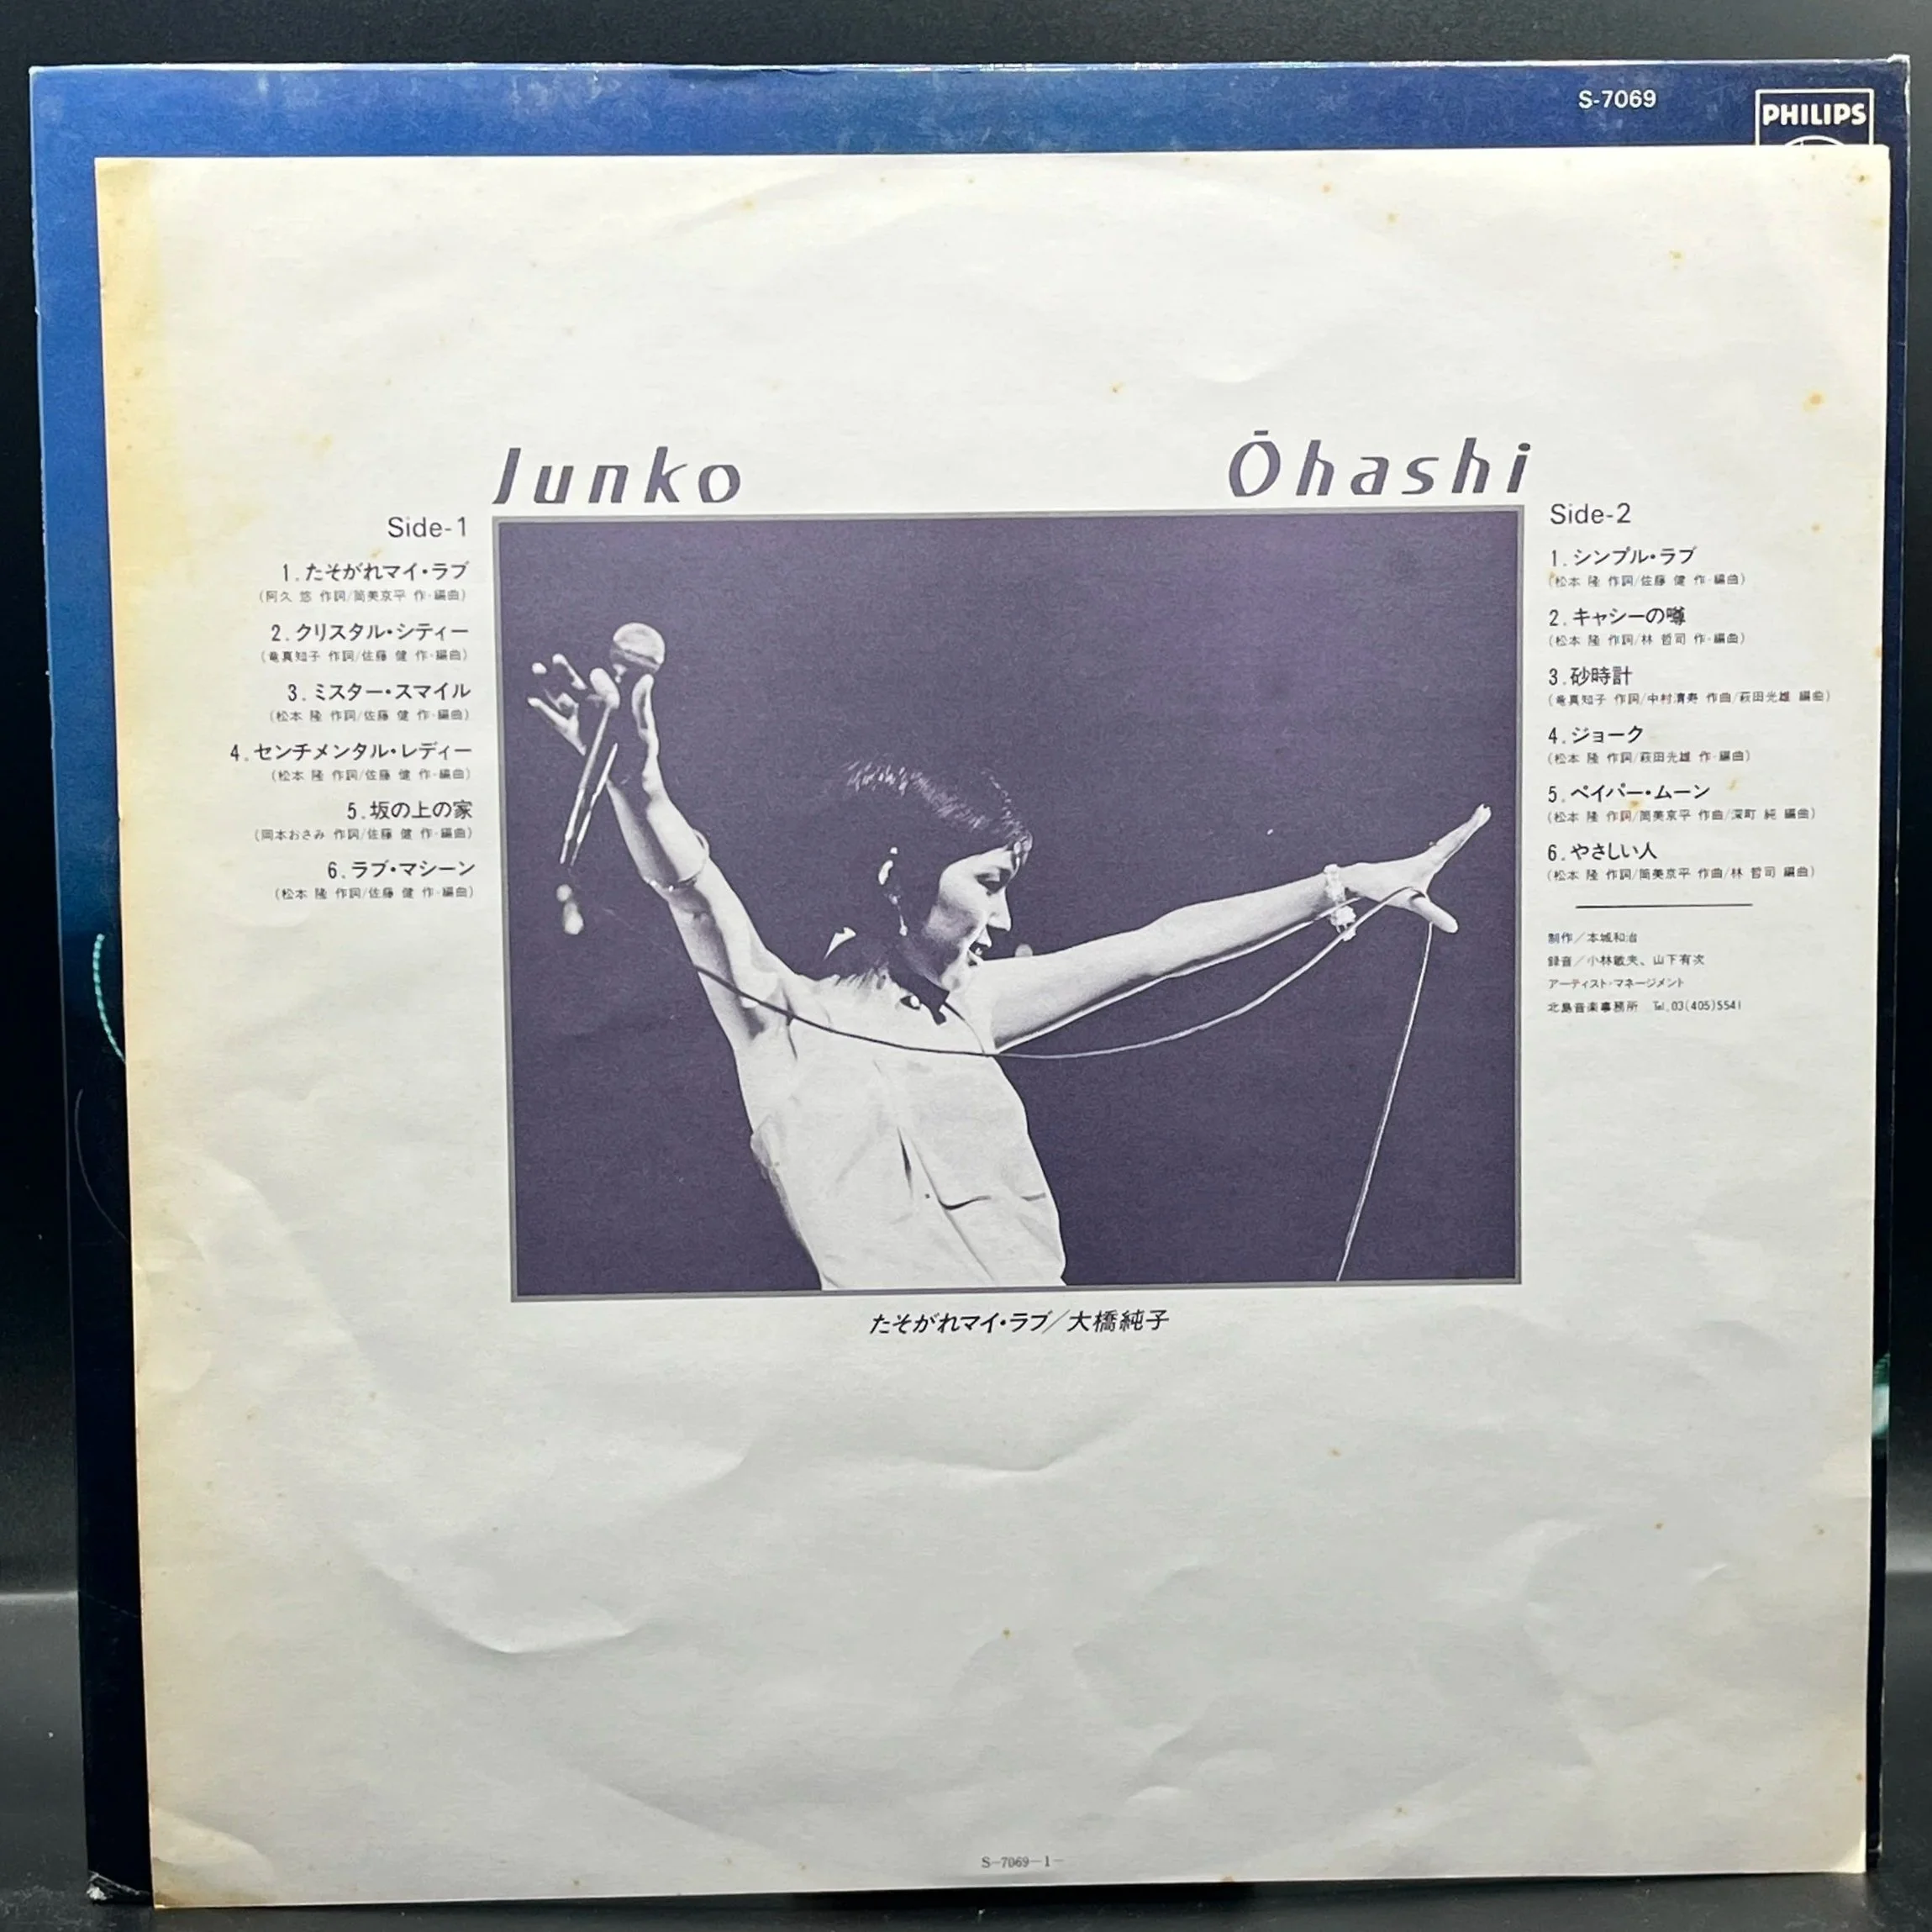 S-7069
PHILIPS
Junko Ōhashi
Side-1
1.たそがれマイ・ラブ
(阿久 悠 作詞/筒美京平 作・編曲)
2.クリスタル・シティー
(竜真知子 作詞/佐藤 健 作・編曲)
3.ミスター・スマイル
(松本 隆 作詞/佐藤 健 作・編曲)
4.センチメンタル・レディー
(松本 隆 作詞/佐藤 健 作・編曲)
5.坂の上の家
(岡本おさみ 作詞/佐藤 健 作・編曲)
6.ラブ・マシーン
(松本 隆 作詞/佐藤 健 作・編曲)
Side-2
1.シンプル・ラブ
(松本 隆 作詞/佐藤 健 作・編曲)
2.キャシーの噂
(松本 隆 作詞/林 哲司 作・編曲)
3.砂時計
(竜真知子 作詞/中村清寿 作曲/萩田光雄 編曲)
4.ジョーク
(松本 隆 作詞/萩田光雄 作・編曲)
5.ペイパー・ムーン
(松本 隆 作詞/筒美京平 作曲/深町 純 編曲)
6.やさしい人
(松本 隆 作詞/筒美京平 作曲/林 哲司 編曲)
制作/本城和治
録音/小林敏夫、山下有次
アーティスト・マネージメント
北島音楽事務所 Tel.03(405)5541
たそがれマイ・ラブ/大橋純子
S-7069-1-